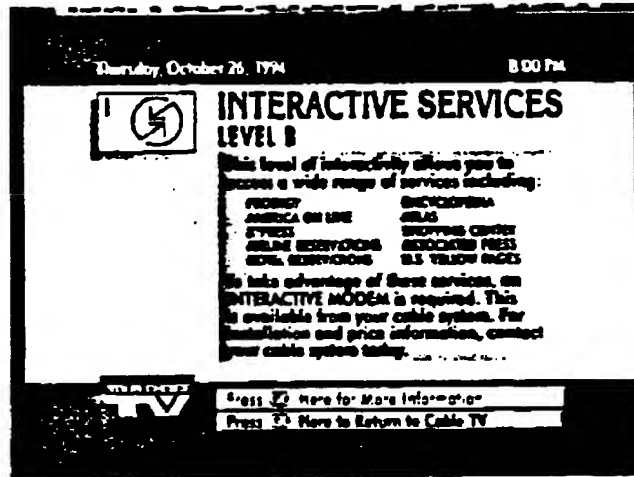 Thursday, October 26, 1994
8:00 PM
INTERACTIVE SERVICES
LEVEL B
This level of interactivity allows you to
access a wide range of services including:
PRODIGY
ENCYCLOPEDIA
AMERICA ON LINE
ATLAS
X*PRESS
SHOPPING CENTER
AIRLINE RESERVATIONS
ASSOCIATED PRESS
HOTEL RESERVATIONS
U.S. YELLOW PAGES
To take advantage of these services, an
INTERACTIVE MODEM is required. This
is available from your cable system. For
installation and price information, contact
your cable system today.
TV
Press Here for More Information
Press Here to Return to Cable TV